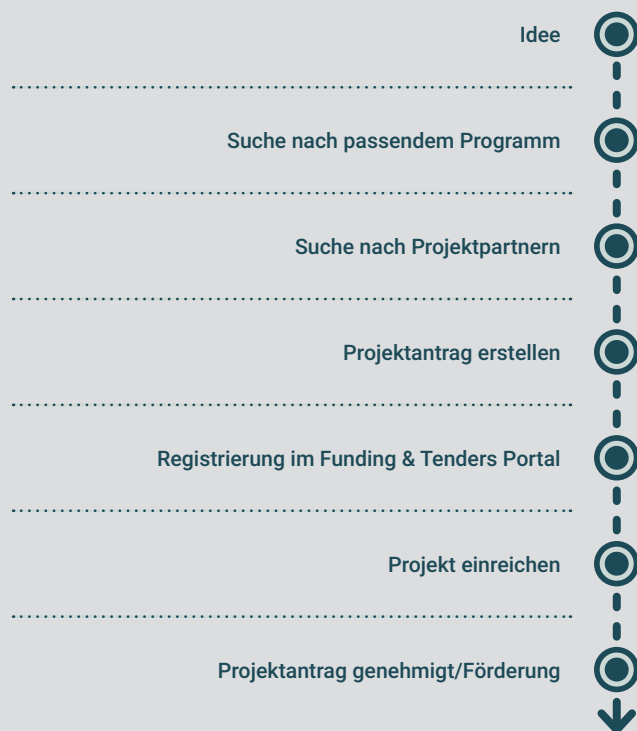 Idee
Suche nach passendem Programm
Suche nach Projektpartnern
Projektantrag erstellen
Registrierung im Funding & Tenders Portal
Projekt einreichen
Projektantrag genehmigt/Förderung